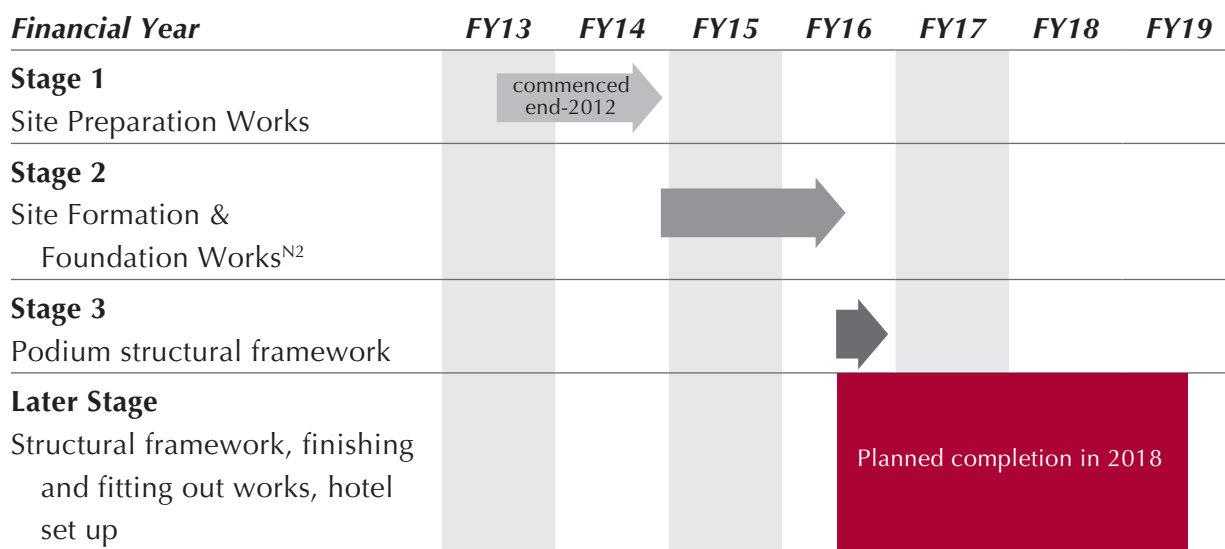 Financial Year FY13 FY14 FY15 FY16 FY17 FY18 FY19
Stage 1
Site Preparation Works
commenced
end-2012
Stage 2
Site Formation &
Foundation Works^N2
Stage 3
Podium structural framework
Later Stage
Structural framework, finishing
and fitting out works, hotel
set up
Planned completion in 2018